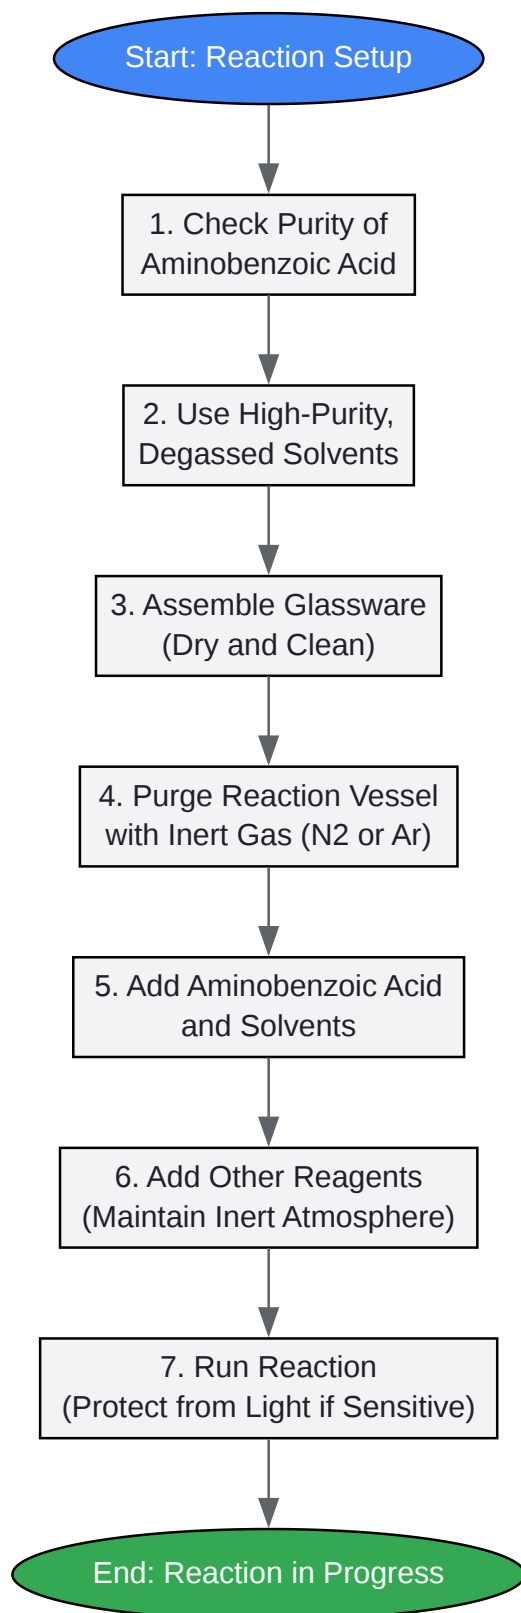 Start: Reaction Setup
1. Check Purity of
Aminobenzoic Acid
2. Use High-Purity,
Degassed Solvents
3. Assemble Glassware
(Dry and Clean)
4. Purge Reaction Vessel
with Inert Gas (N2 or Ar)
5. Add Aminobenzoic Acid
and Solvents
6. Add Other Reagents
(Maintain Inert Atmosphere)
7. Run Reaction
(Protect from Light if Sensitive)
End: Reaction in Progress